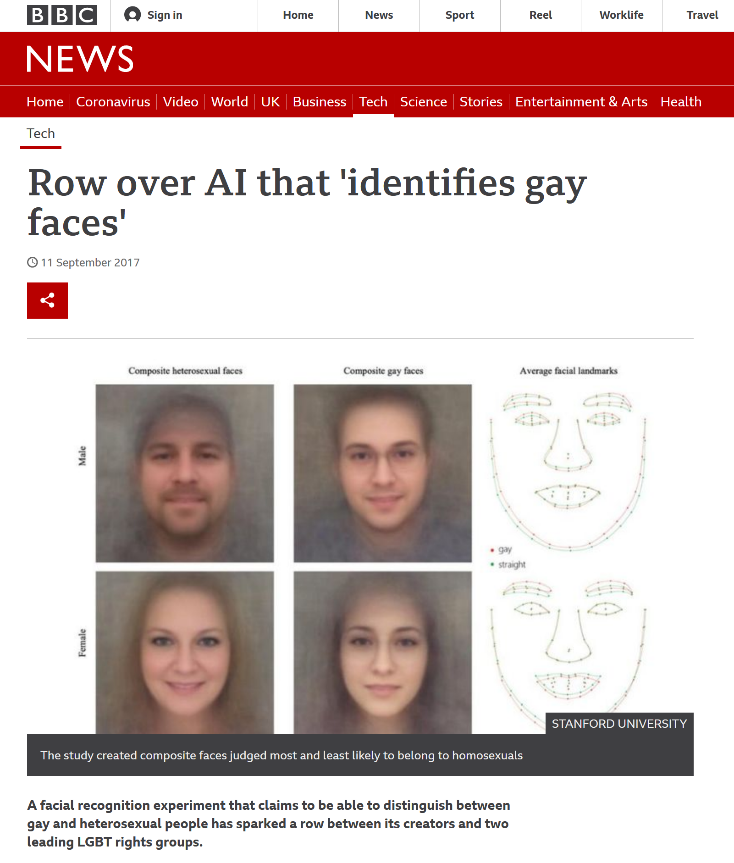 BBC Sign in Home News Sport Reel Worklife Travel
NEWS
Home Coronavirus Video World UK Business Tech Science Stories Entertainment & Arts Health
Tech
Row over AI that 'identifies gay
faces'
11 September 2017
Composite heterosexual faces Composite gay faces Average facial landmarks
Male
gay
straight
Female
STANFORD UNIVERSITY
The study created composite faces judged most and least likely to belong to homosexuals
A facial recognition experiment that claims to be able to distinguish between
gay and heterosexual people has sparked a row between its creators and two
leading LGBT rights groups.